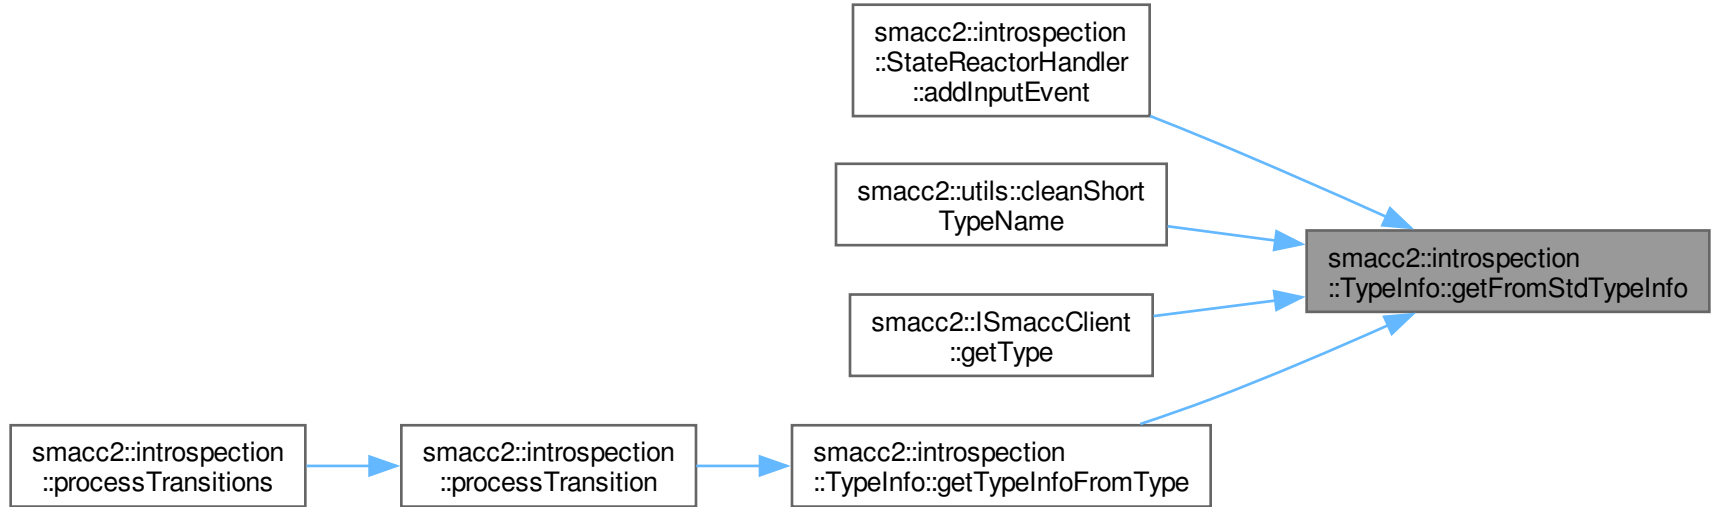 smacc2::introspection
::StateReactorHandler
::addInputEvent
smacc2::utils::cleanShort
TypeName
smacc2::introspection
::TypeInfo::getFromStdTypeInfo
smacc2::ISmaccClient
::getType
smacc2::introspection
::processTransitions
smacc2::introspection
::processTransition
smacc2::introspection
::TypeInfo::getTypeInfoFromType